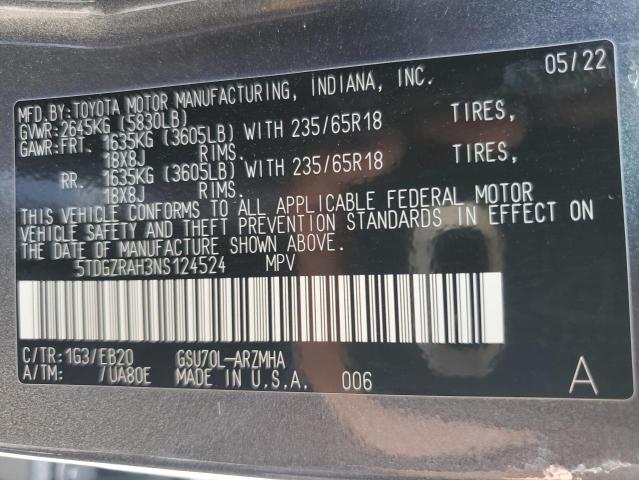 05/22
MFD.BY:TOYOTA MOTOR MANUFACTURING, INDIANA, INC.
GVWR:2645KG (5830LB)
GAWR:FRT. 1635KG (3605LB) WITH 235/65R18 TIRES,
18X8J RIMS.
RR. 1635KG (3605LB) WITH 235/65R18 TIRES,
18X8J RIMS.
THIS VEHICLE CONFORMS TO ALL APPLICABLE FEDERAL MOTOR
VEHICLE SAFETY AND THEFT PREVENTION STANDARDS IN EFFECT ON
THE DATE OF MANUFACTURE SHOWN ABOVE.
5TDGZRAH3NS124524 MPV
C/TR: 1G3/EB20 GSU70L-ARZMHA
A/TM: /UA80E MADE IN U.S.A. 006 A